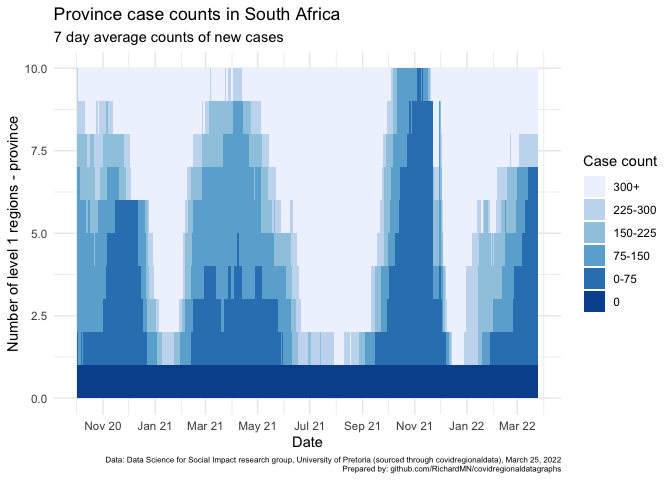 Province case counts in South Africa
7 day average counts of new cases
Number of level 1 regions - province
10.0
7.5
5.0
2.5
0.0
Nov 20 Jan 21 Mar 21 May 21 Jul 21 Sep 21 Nov 21 Jan 22 Mar 22
Date
Case count
300+
225-300
150-225
75-150
0-75
0
Data: Data Science for Social Impact research group, University of Pretoria (sourced through covidregionaldata), March 25, 2022
Prepared by: github.com/RichardMN/covidregionaldatagraphs